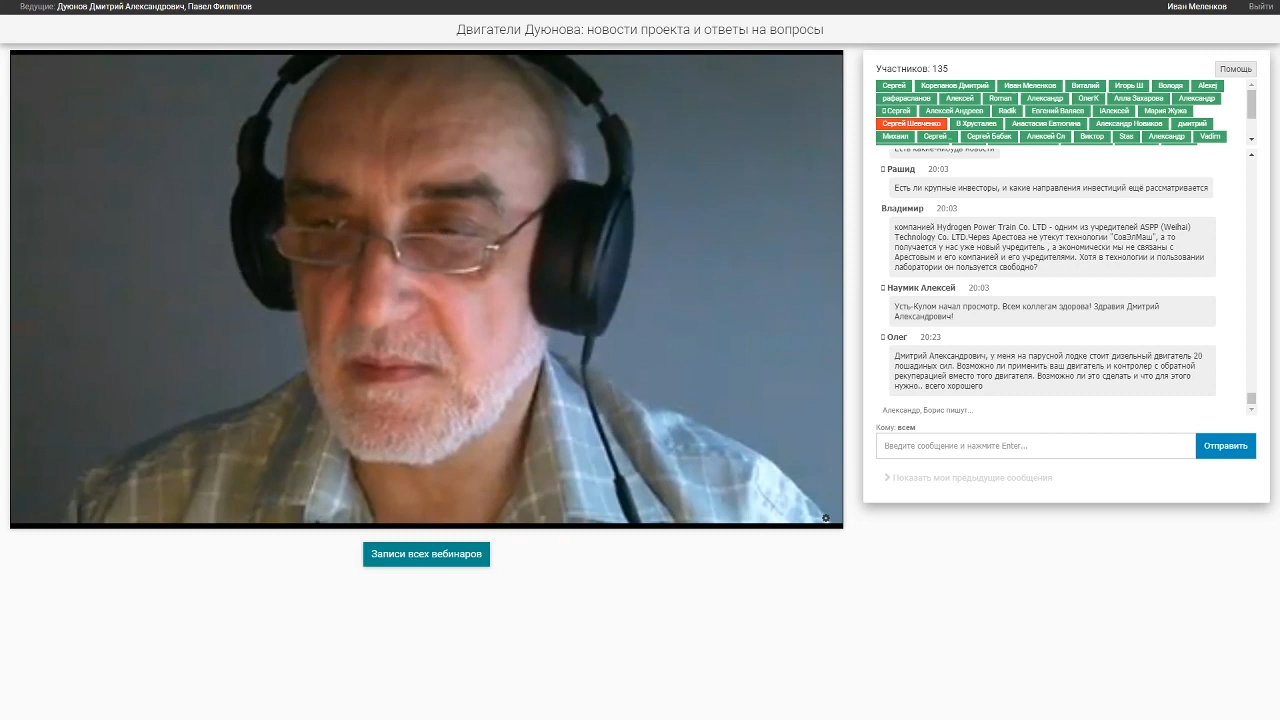 Ведущие: Дуюнов Дмитрий Александрович, Павел Филиппов
Иван Меленков
Выйти
Двигатели Дуюнова: новости проекта и ответы на вопросы
Участников: 135
Помощь
Сергей Корепанов Дмитрий Иван Меленков Виталий Игорь Ш Володя Alexej
рафарасланов Алексей Roman Александр ОлегК Алла Захарова Александр
Сергей Алексей Андреев Radik Евгений Валяев IАлексей Мария Жужа
Сергей Шевченко В Хрусталев Анастасия Евтюгина Александр Новиков дмитрий
Михаил Сергей _ Сергей Бабак Алексей Сл Виктор Stas Александр Vadim
Есть какие-нибудь новости
Рашид 20:03
Есть ли крупные инвесторы, и какие направления инвестиций ещё рассматривается
Владимир 20:03
компанией Hydrogen Power Train Co. LTD - одним из учредителей ASPP (Weihai)
Technology Co. LTD.Через Арестова не утекут технологии "СовЭлМаш", а то
получается у нас уже новый учредитель , а экономически мы не связаны с
Арестовым и его компанией и его учредителями. Хотя в технологии и пользовании
лаборатории он пользуется свободно?
Наумик Алексей 20:03
Усть-Кулом начал просмотр. Всем коллегам здорова! Здравия Дмитрий
Александрович!
Олег 20:23
Дмитрий Александрович, у меня на парусной лодке стоит дизельный двигатель 20
лошадиных сил. Возможно ли применить ваш двигатель и контролер с обратной
рекуперацией вместо того двигателя. Возможно ли это сделать и что для этого
нужно.. всего хорошего
Александр, Борис пишут...
Кому: всем
Введите сообщение и нажмите Enter...
Отправить
Показать мои предыдущие сообщения
Записи всех вебинаров